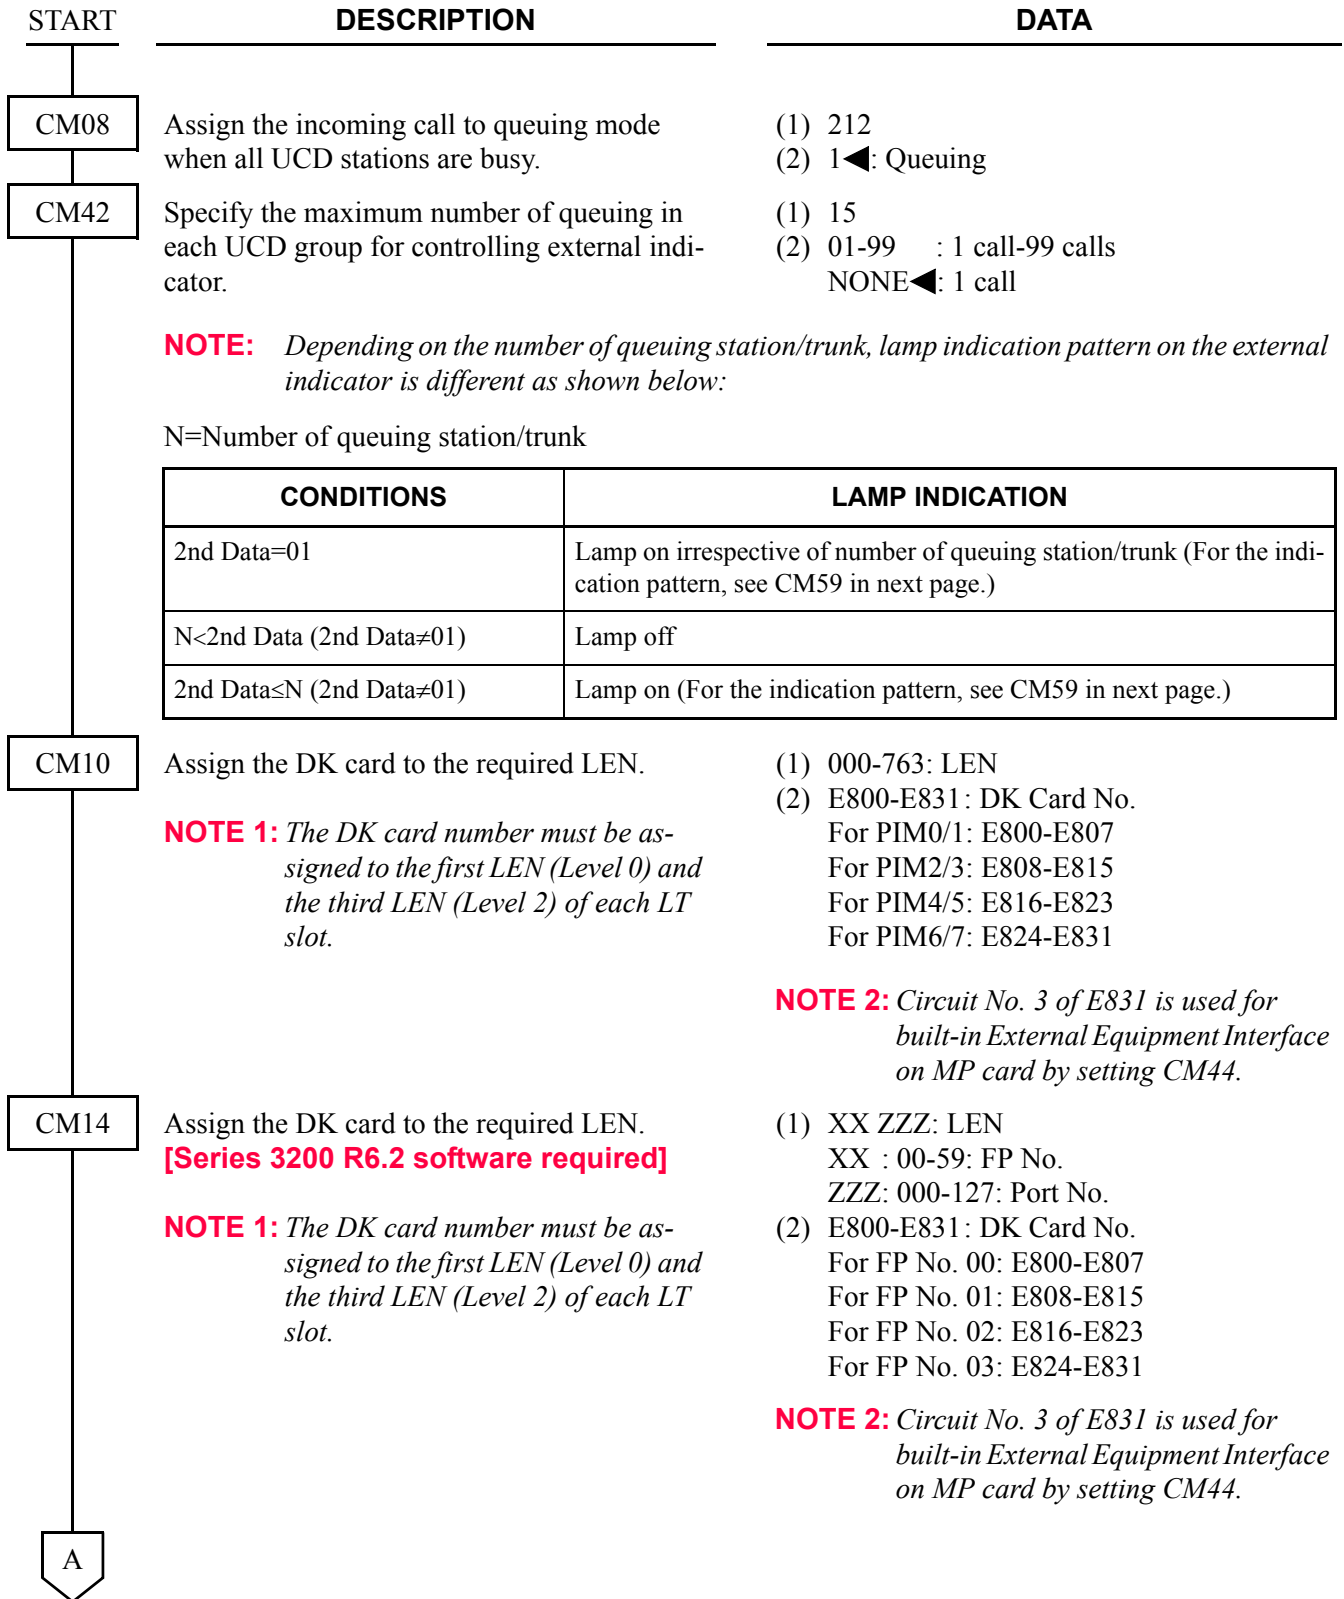 START DESCRIPTION DATA
CM08
Assign the incoming call to queuing mode
when all UCD stations are busy.
(1) 212
(2) 1◀: Queuing
CM42
Specify the maximum number of queuing in
each UCD group for controlling external indi-
cator.
(1) 15
(2) 01-99 : 1 call-99 calls
NONE◀: 1 call
NOTE: Depending on the number of queuing station/trunk, lamp indication pattern on the external
indicator is different as shown below:
N=Number of queuing station/trunk
CONDITIONS LAMP INDICATION
2nd Data=01
Lamp on irrespective of number of queuing station/trunk (For the indi-
cation pattern, see CM59 in next page.)
N<2nd Data (2nd Data≠01) Lamp off
2nd Data≤N (2nd Data≠01) Lamp on (For the indication pattern, see CM59 in next page.)
CM10
Assign the DK card to the required LEN.
NOTE 1: The DK card number must be as-
signed to the first LEN (Level 0) and
the third LEN (Level 2) of each LT
slot.
(1) 000-763: LEN
(2) E800-E831: DK Card No.
For PIM0/1: E800-E807
For PIM2/3: E808-E815
For PIM4/5: E816-E823
For PIM6/7: E824-E831
NOTE 2: Circuit No. 3 of E831 is used for
built-in External Equipment Interface
on MP card by setting CM44.
CM14
Assign the DK card to the required LEN.
[Series 3200 R6.2 software required]
NOTE 1: The DK card number must be as-
signed to the first LEN (Level 0) and
the third LEN (Level 2) of each LT
slot.
(1) XX ZZZ: LEN
XX : 00-59: FP No.
ZZZ: 000-127: Port No.
(2) E800-E831: DK Card No.
For FP No. 00: E800-E807
For FP No. 01: E808-E815
For FP No. 02: E816-E823
For FP No. 03: E824-E831
NOTE 2: Circuit No. 3 of E831 is used for
built-in External Equipment Interface
on MP card by setting CM44.
A